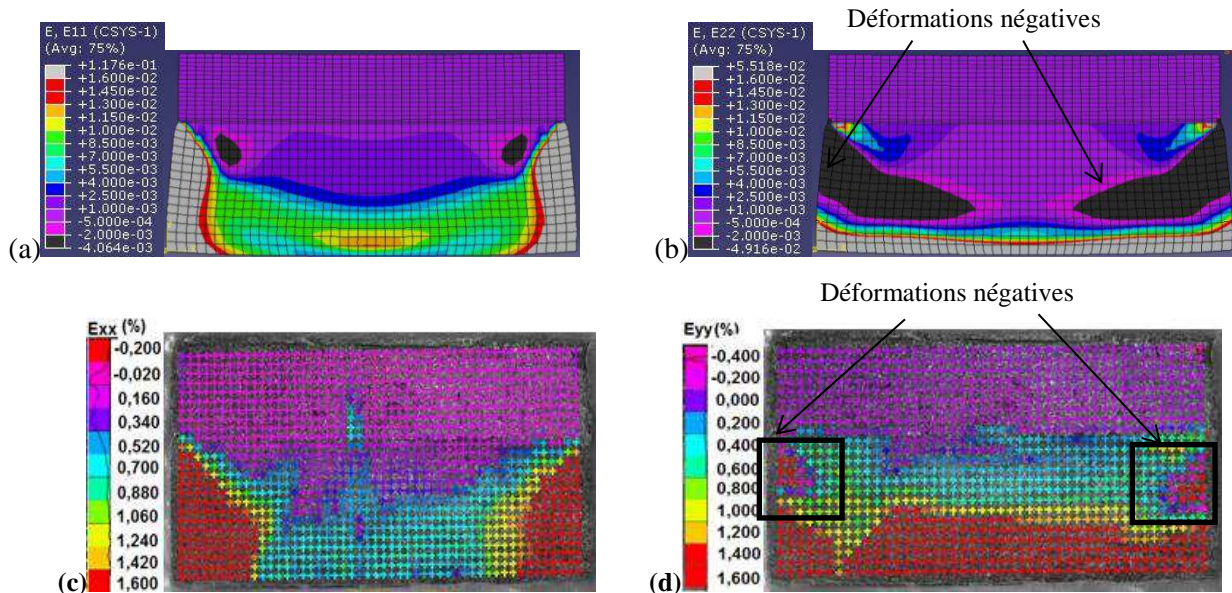 Déformations négatives
E, E11 (CSYS-1)
(Avg: 75%)
+1.176e-01
+1.600e-02
+1.450e-02
+1.300e-02
+1.150e-02
+1.000e-02
+8.500e-03
+7.000e-03
+5.500e-03
+4.000e-03
+2.500e-03
+1.000e-03
-5.000e-04
-2.000e-03
-4.064e-03
(a)
E, E22 (CSYS-1)
(Avg: 75%)
+5.518e-02
+1.600e-02
+1.450e-02
+1.300e-02
+1.150e-02
+1.000e-02
+8.500e-03
+7.000e-03
+5.500e-03
+4.000e-03
+2.500e-03
+1.000e-03
-5.000e-04
-2.000e-03
-4.916e-02
(b)
Déformations négatives
Exx (%)
-0,200
-0,020
0,160
0,340
0,520
0,700
0,880
1,060
1,240
1,420
1,600
(c)
Eyy (%)
-0,400
-0,200
0,000
0,200
0,400
0,600
0,800
1,000
1,200
1,400
1,600
(d)